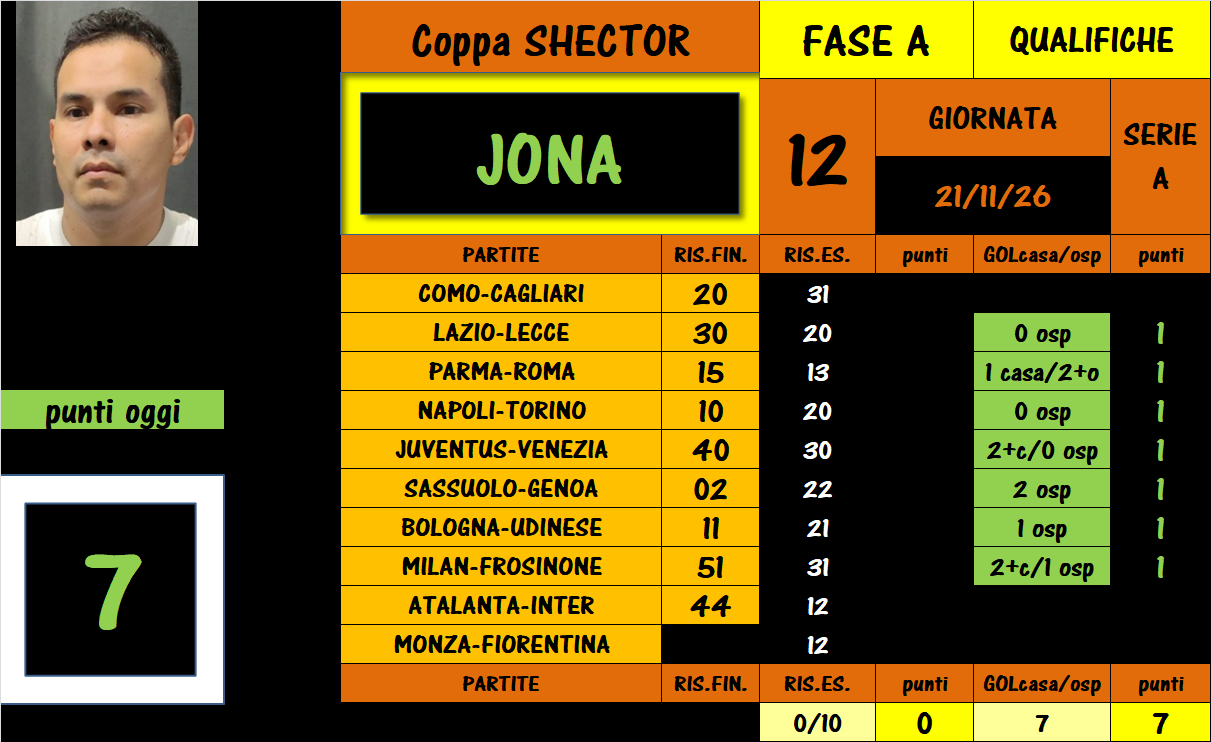 Coppa SHECTOR FASE A QUALIFICHE
JONA 12 GIORNATA SERIE A
21/11/26
PARTITE RIS.FIN. RIS.ES. punti GOLcasa/osp punti
COMO-CAGLIARI 20 31
LAZIO-LECCE 30 20 0 osp 1
PARMA-ROMA 15 13 1 casa/2+o 1
punti oggi
NAPOLI-TORINO 10 20 0 osp 1
JUVENTUS-VENEZIA 40 30 2+c/0 osp 1
SASSUOLO-GENOA 02 22 2 osp 1
BOLOGNA-UDINESE 11 21 1 osp 1
7
MILAN-FROSINONE 51 31 2+c/1 osp 1
ATALANTA-INTER 44 12
MONZA-FIORENTINA 12
PARTITE RIS.FIN. RIS.ES. punti GOLcasa/osp punti
0/10 0 7 7